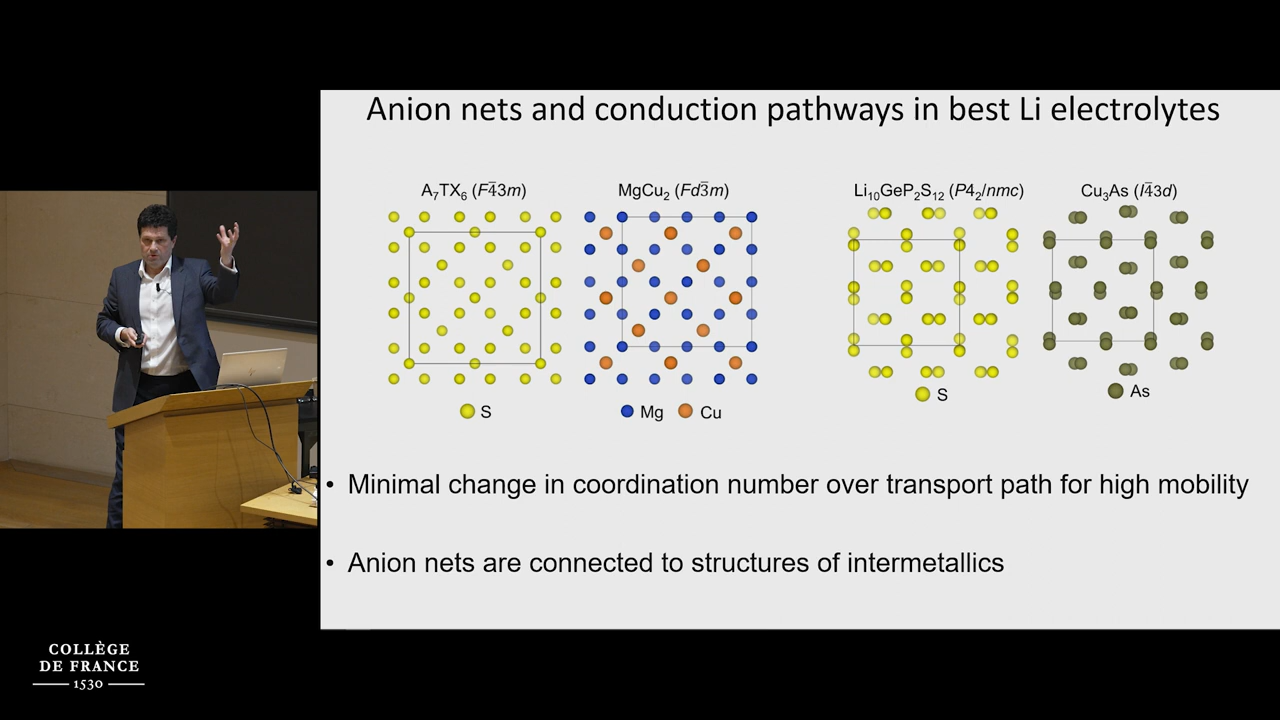 Anion nets and conduction pathways in best Li electrolytes
A₇TX₆ (F4̅3m)
MgCu₂ (Fd3̅m)
Li₁₀GeP₂S₁₂ (P4₂/nmc)
Cu₃As (I4̅3d)
S
Mg
Cu
S
As
• Minimal change in coordination number over transport path for high mobility
• Anion nets are connected to structures of intermetallics
COLLÈGE
DE FRANCE
1530